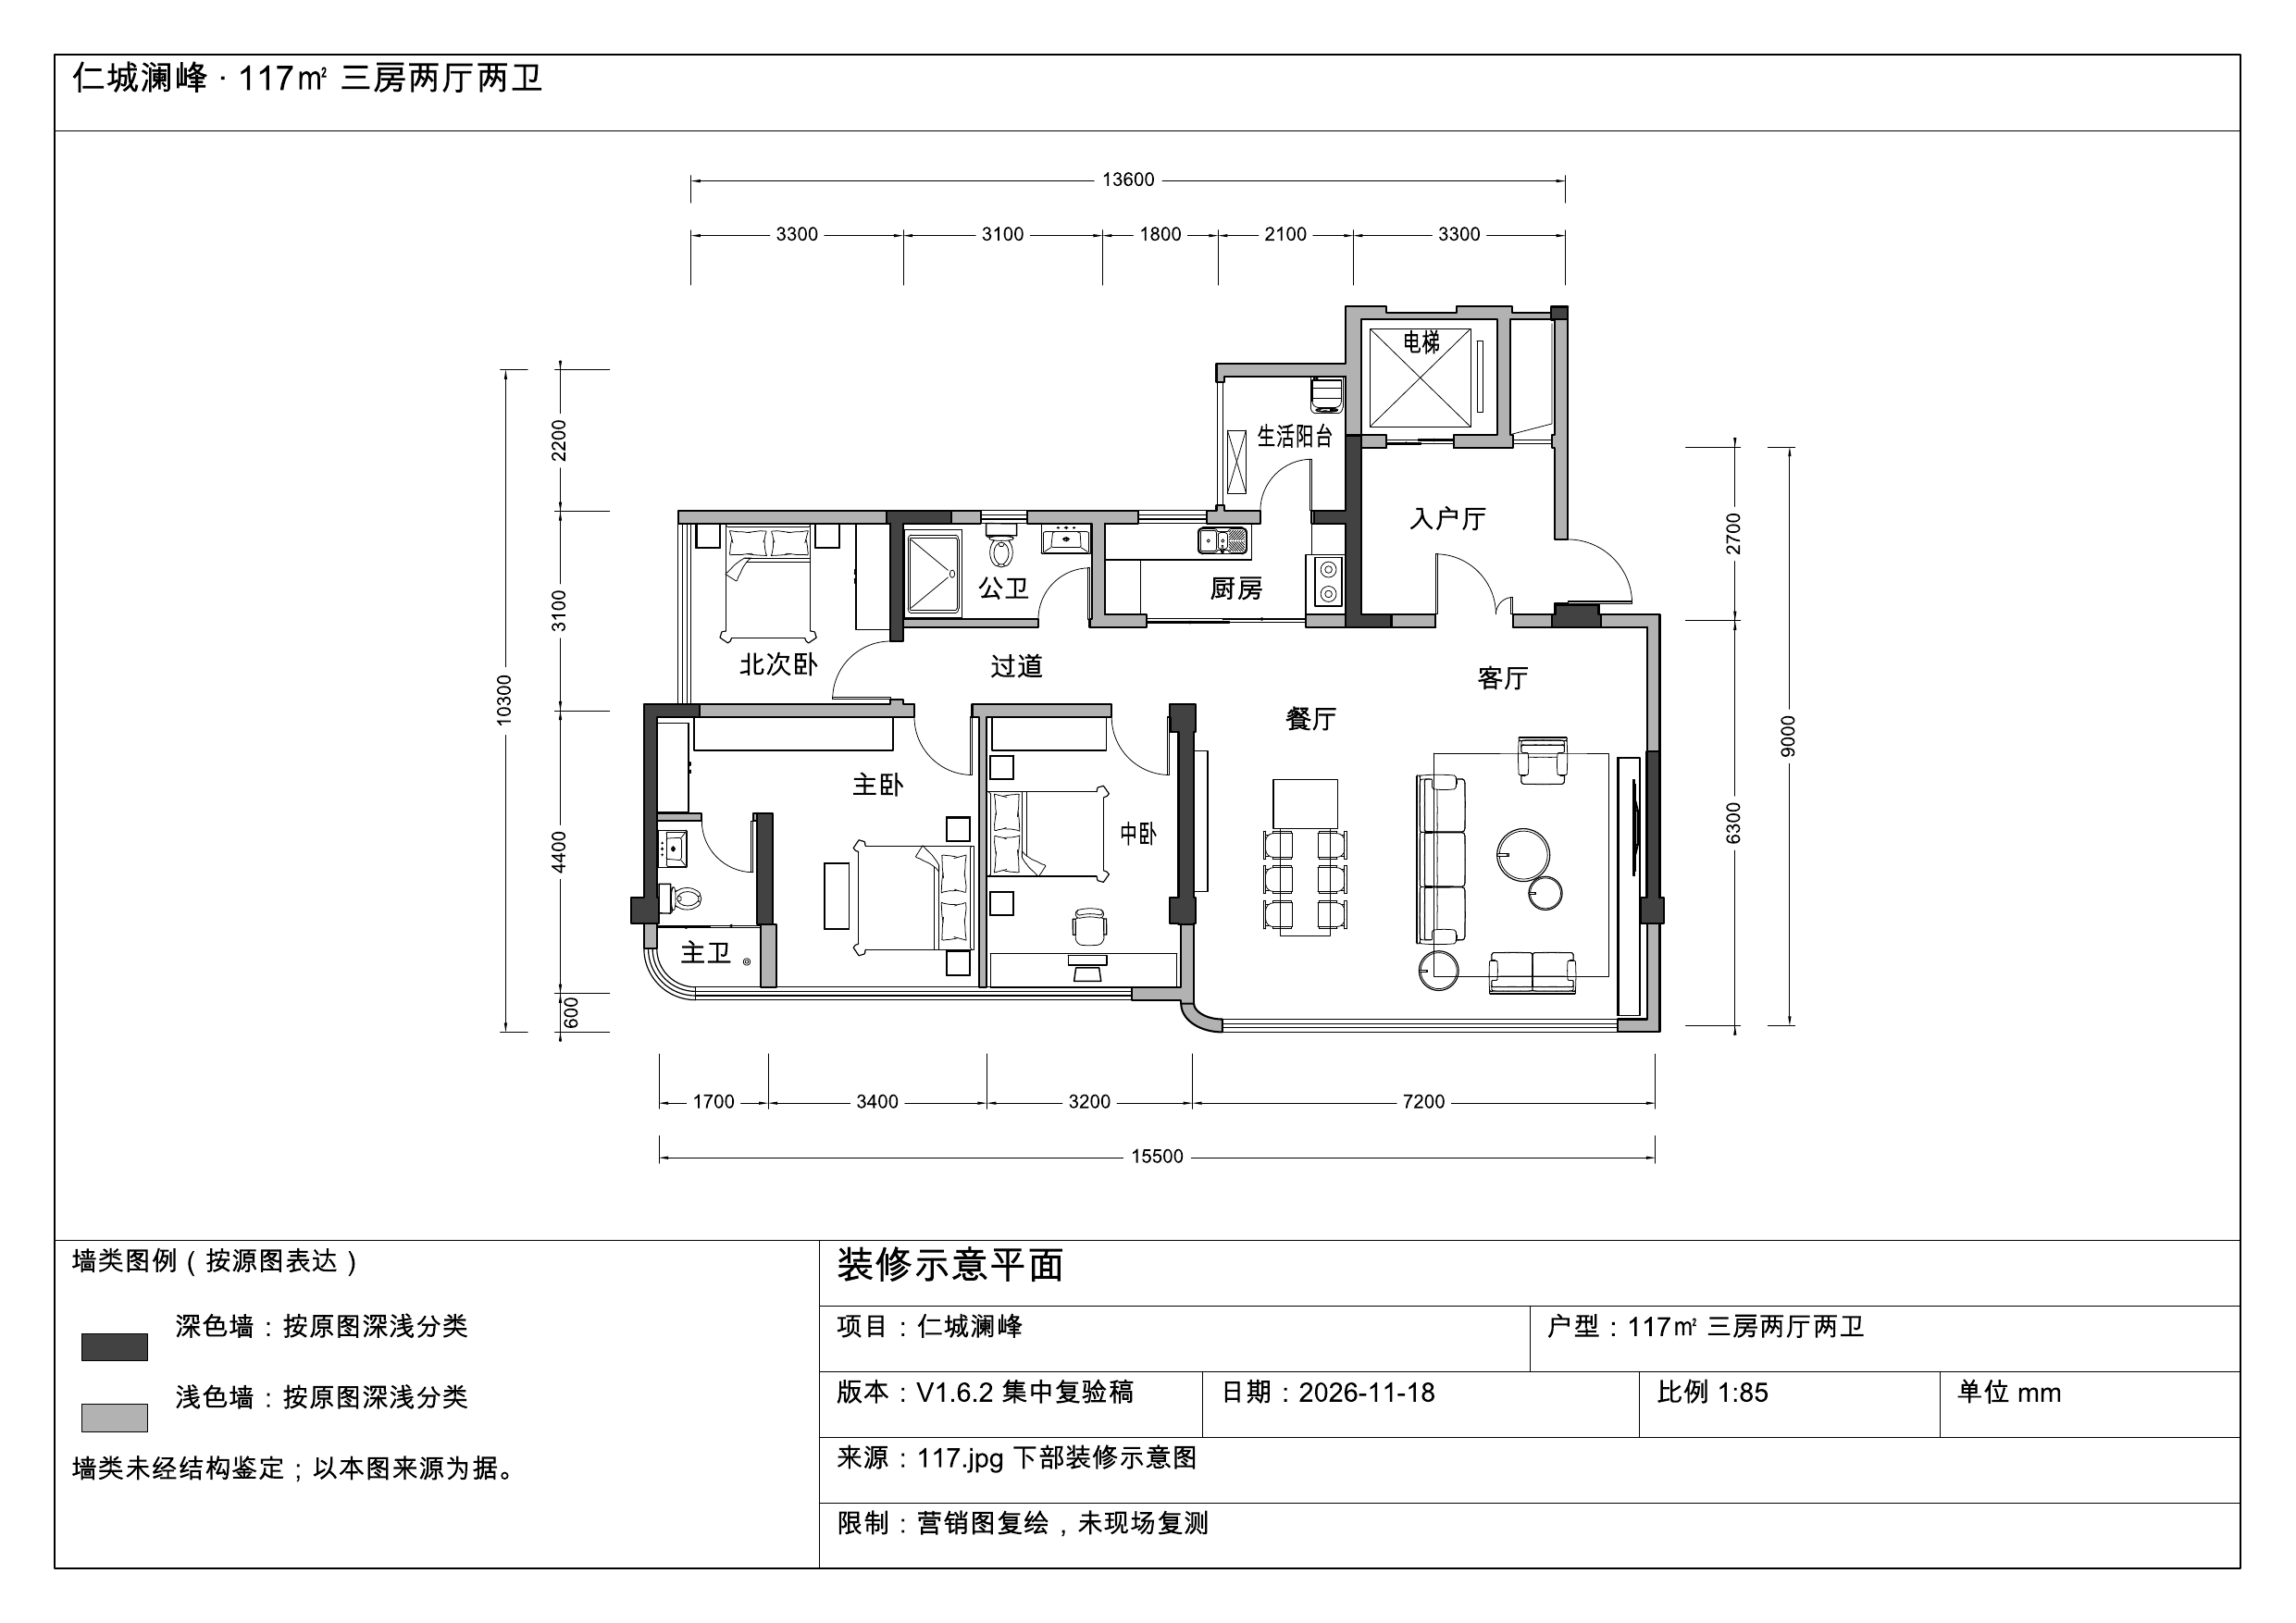 仁城澜峰 · 117㎡ 三房两厅两卫
13600
3300 3100 1800 2100 3300
电梯
生活阳台
2200
入户厅
2700
公卫
厨房
3100
北次卧
过道
客厅
餐厅
10300
9000
主卧
中卧
4400
6300
主卫
600
1700 3400 3200 7200
15500
墙类图例（按源图表达）
深色墙：按原图深浅分类
浅色墙：按原图深浅分类
墙类未经结构鉴定；以本图来源为据。
装修示意平面
项目：仁城澜峰
户型：117㎡ 三房两厅两卫
版本：V1.6.2 集中复验稿
日期：2026-11-18
比例 1:85
单位 mm
来源：117.jpg 下部装修示意图
限制：营销图复绘，未现场复测